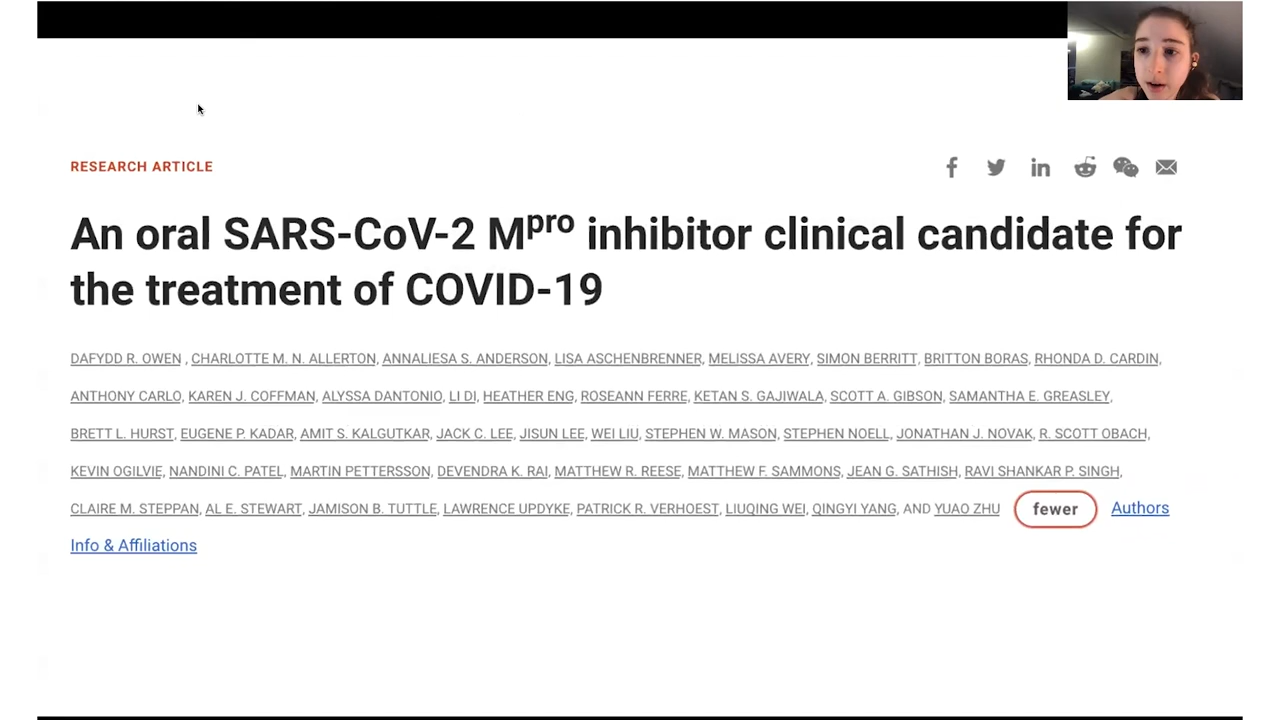 RESEARCH ARTICLE
An oral SARS-CoV-2 Mpro inhibitor clinical candidate for
the treatment of COVID-19
DAFYDD R. OWEN , CHARLOTTE M. N. ALLERTON, ANNALIESA S. ANDERSON, LISA ASCHENBRENNER, MELISSA AVERY, SIMON BERRITT, BRITTON BORAS, RHONDA D. CARDIN,
ANTHONY CARLO, KAREN J. COFFMAN, ALYSSA DANTONIO, LI DI, HEATHER ENG, ROSEANN FERRE, KETAN S. GAJIWALA, SCOTT A. GIBSON, SAMANTHA E. GREASLEY,
BRETT L. HURST, EUGENE P. KADAR, AMIT S. KALGUTKAR, JACK C. LEE, JISUN LEE, WEI LIU, STEPHEN W. MASON, STEPHEN NOELL, JONATHAN J. NOVAK, R. SCOTT OBACH,
KEVIN OGILVIE, NANDINI C. PATEL, MARTIN PETTERSSON, DEVENDRA K. RAI, MATTHEW R. REESE, MATTHEW F. SAMMONS, JEAN G. SATHISH, RAVI SHANKAR P. SINGH,
CLAIRE M. STEPPAN, AL E. STEWART, JAMISON B. TUTTLE, LAWRENCE UPDYKE, PATRICK R. VERHOEST, LIUQING WEI, QINGYI YANG, AND YUAO ZHU fewer Authors
Info & Affiliations